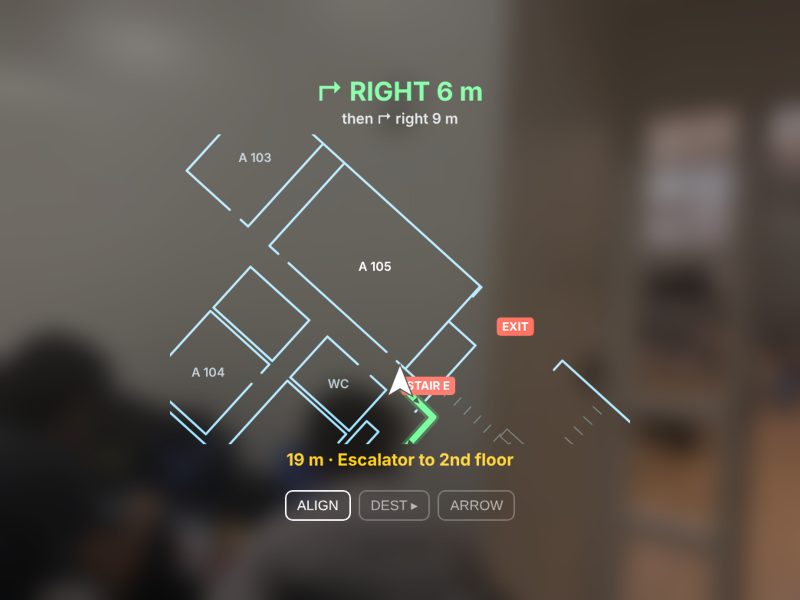 RIGHT 6 m
then right 9 m
A 103
A 105
EXIT
A 104
WC
STAIR E
19 m · Escalator to 2nd floor
ALIGN
DEST ▸
ARROW